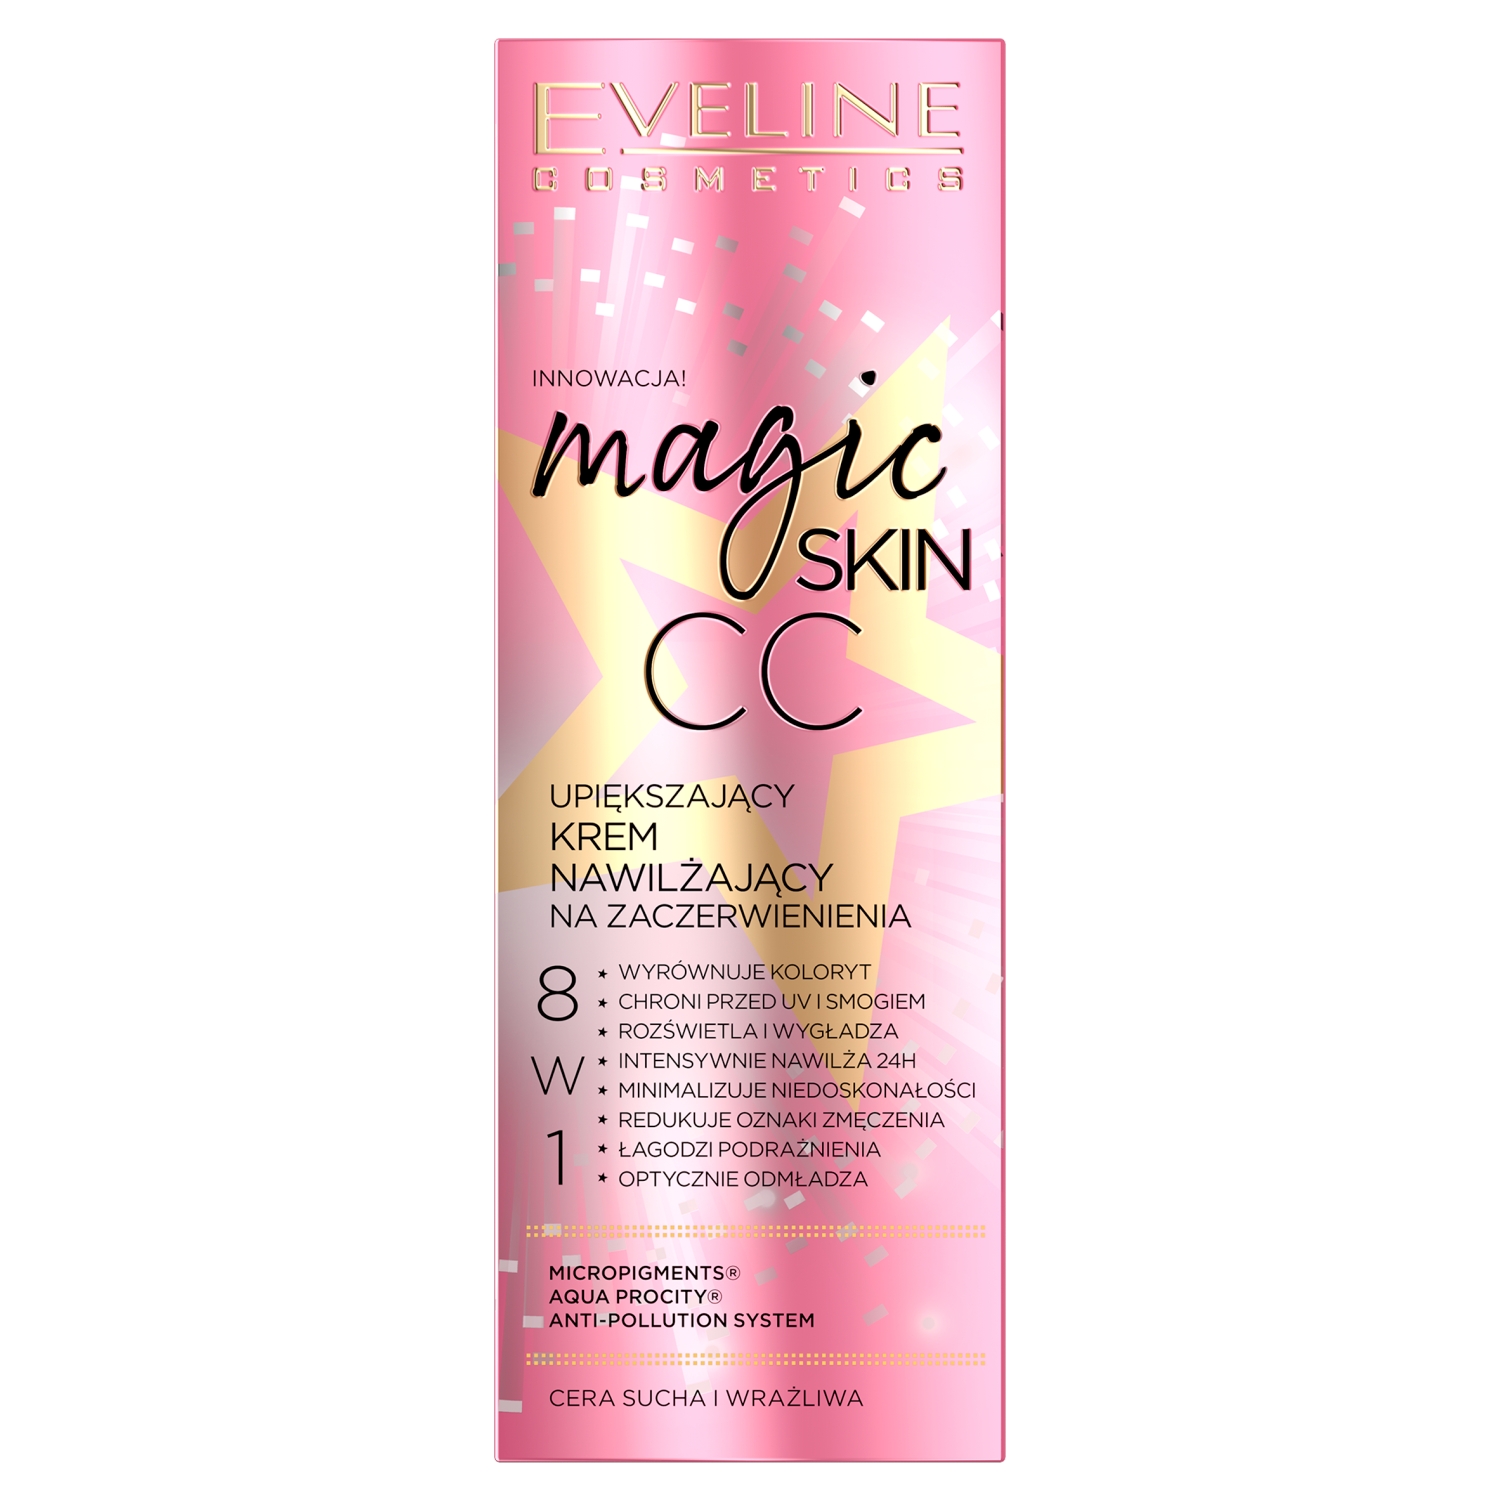 EVELINE
COSMETICS
INNOWACJA!
magic
SKIN
CC
UPIĘKSZAJĄCY
KREM
NAWILŻAJĄCY
NA ZACZERWIENIENIA
8
W
1
★ WYRÓWNUJE KOLORYT
★ CHRONI PRZED UV I SMOGIEM
★ ROZŚWIETLA I WYGŁADZA
★ INTENSYWNIE NAWILŻA 24H
★ MINIMALIZUJE NIEDOSKONAŁOŚCI
★ REDUKUJE OZNAKI ZMĘCZENIA
★ ŁAGODZI PODRAŻNIENIA
★ OPTYCZNIE ODMŁADZA
MICROPIGMENTS®
AQUA PROCITY®
ANTI-POLLUTION SYSTEM
CERA SUCHA I WRAŻLIWA